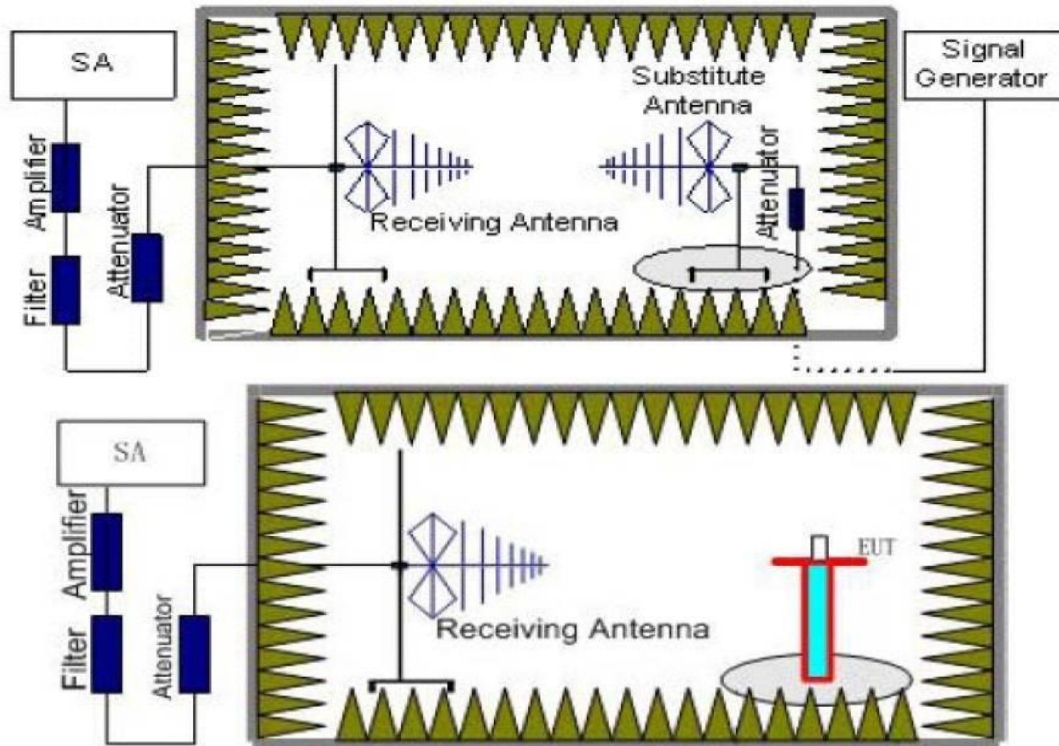 SA
Amplifier
Filter
Attenuator
Receiving Antenna
Substitute
Antenna
Attenuator
Signal
Generator
SA
Amplifier
Filter
Attenuator
Receiving Antenna
EUT